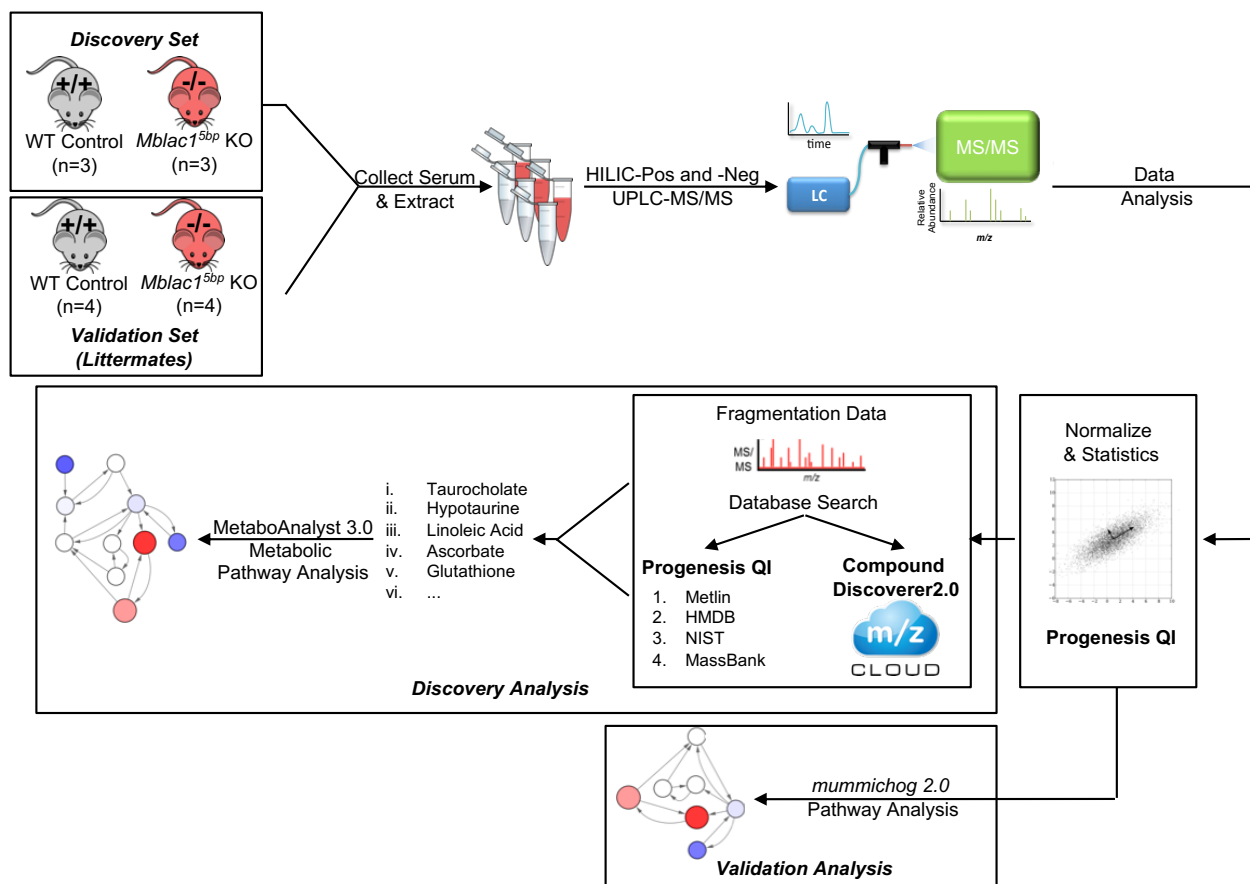 Discovery Set
+/+
-/-
WT Control
(n=3)
Mblac1^5bp KO
(n=3)
+/+
-/-
WT Control
(n=4)
Mblac1^5bp KO
(n=4)
Validation Set
(Littermates)
Collect Serum
& Extract
HILIC-Pos and -Neg
UPLC-MS/MS
time
LC
MS/MS
Relative
Abundance
m/z
Data
Analysis
Normalize
& Statistics
Progenesis QI
Fragmentation Data
MS/
MS
m/z
Database Search
Progenesis QI
1. Metlin
2. HMDB
3. NIST
4. MassBank
Compound
Discoverer2.0
m/z
CLOUD
i. Taurocholate
ii. Hypotaurine
iii. Linoleic Acid
iv. Ascorbate
v. Glutathione
vi. ...
MetaboAnalyst 3.0
Metabolic
Pathway Analysis
Discovery Analysis
mummichog 2.0
Pathway Analysis
Validation Analysis